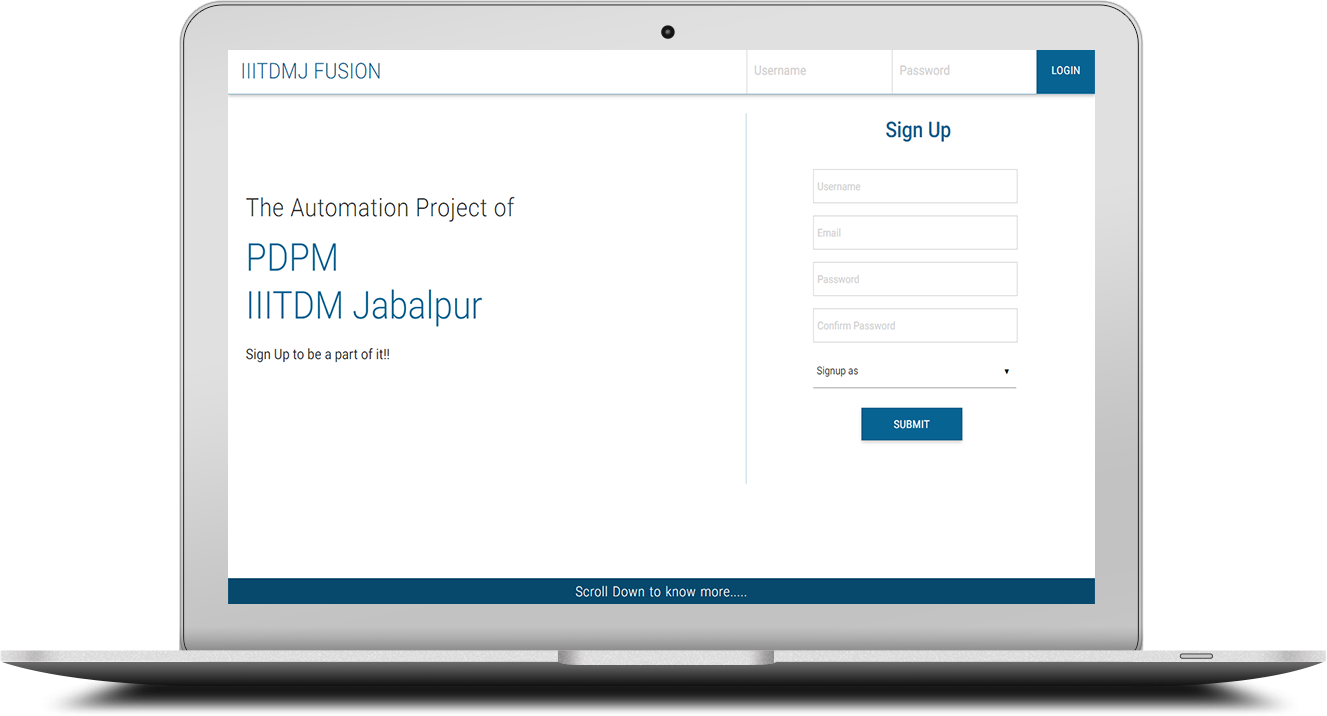 IIITDMJ FUSION
Username
Password
LOGIN
The Automation Project of
PDPM
IIITDM Jabalpur
Sign Up to be a part of it!!
Sign Up
Username
Email
Password
Confirm Password
Signup as
SUBMIT
Scroll Down to know more.....